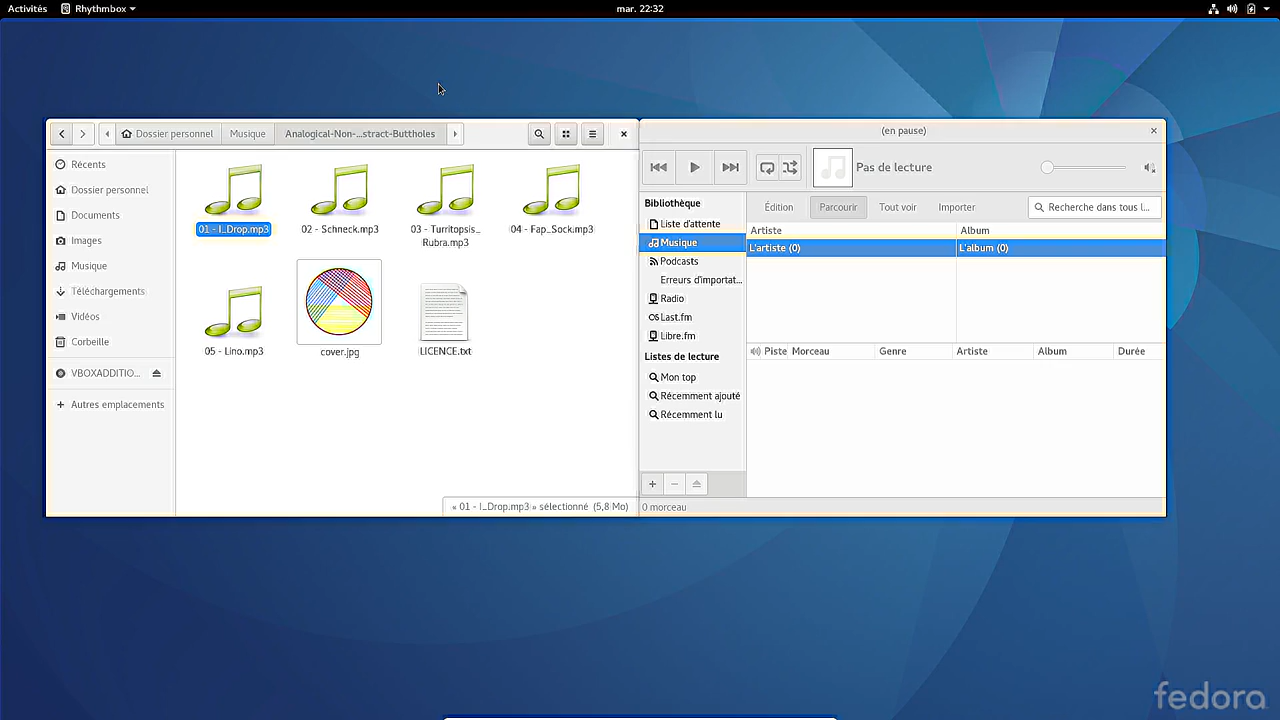 Activités Rhythmbox mar. 22:32
Dossier personnel Musique Analogical-Non-...stract-Buttholes
Récents
Dossier personnel
Documents
Images
Musique
Téléchargements
Vidéos
Corbeille
VBOXADDITIO...
Autres emplacements
01 - I_Drop.mp3 02 - Schneck.mp3 03 - Turritopsis_ 04 - Fap_Sock.mp3
Rubra.mp3
05 - Lino.mp3 cover.jpg LICENCE.txt
« 01 - I_Drop.mp3 » sélectionné (5,8 Mo)
(en pause)
Pas de lecture
Bibliothèque
Liste d'attente
Musique
Podcasts
Erreurs d'importat...
Radio
Last.fm
Libre.fm
Listes de lecture
Mon top
Récemment ajouté
Récemment lu
Édition Parcourir Tout voir Importer Recherche dans tous l...
Artiste Album
L'artiste (0) L'album (0)
Piste Morceau Genre Artiste Album Durée
0 morceau
fedora